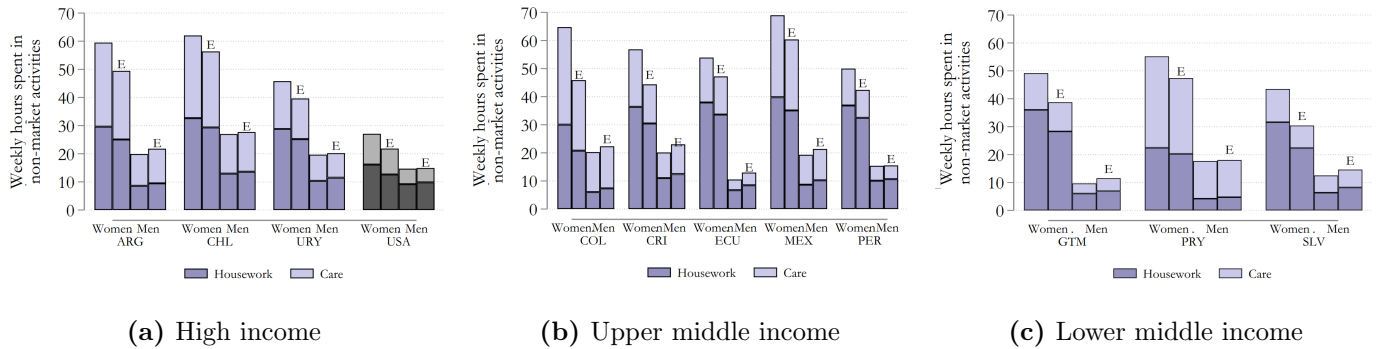 Weekly hours spent in
non-market activities
70
60
50
40
30
20
10
0
E
E
E
E
E
E
E
E
Women Men
Women Men
Women Men
Women Men
ARG
CHL
URY
USA
Housework
Care
(a) High income
Weekly hours spent in
non-market activities
70
60
50
40
30
20
10
0
E
E
E
E
E
E
E
E
E
E
WomenMen
WomenMen
WomenMen
WomenMen
WomenMen
COL
CRI
ECU
MEX
PER
Housework
Care
(b) Upper middle income
Weekly hours spent in
non-market activities
70
60
50
40
30
20
10
0
E
E
E
E
E
E
Women . Men
Women . Men
Women . Men
GTM
PRY
SLV
Housework
Care
(c) Lower middle income